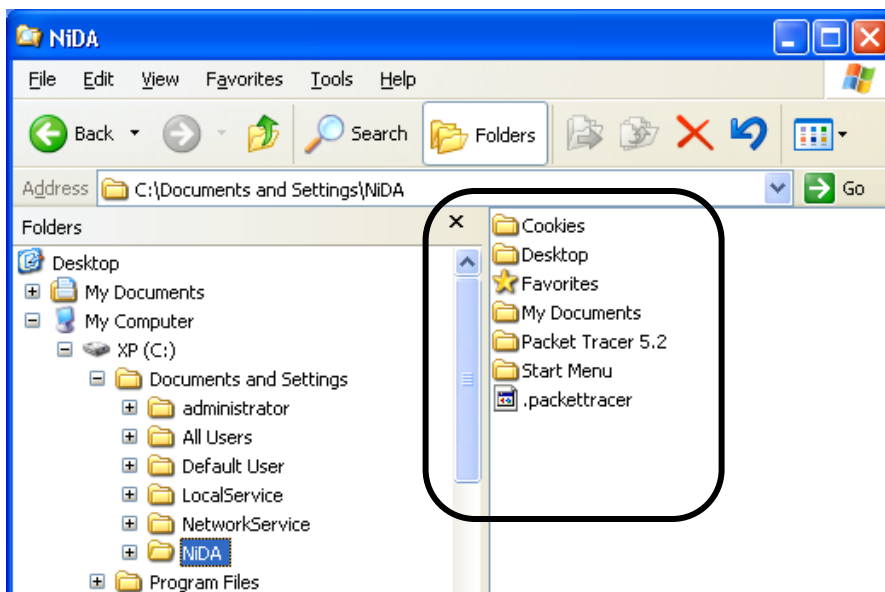 NiDA
File Edit View Favorites Tools Help
Back Search Folders
Address C:\Documents and Settings\NiDA Go
Folders
Desktop
My Documents
My Computer
XP (C:)
Documents and Settings
administrator
All Users
Default User
LocalService
NetworkService
NiDA
Program Files
Cookies
Desktop
Favorites
My Documents
Packet Tracer 5.2
Start Menu
.packettracer